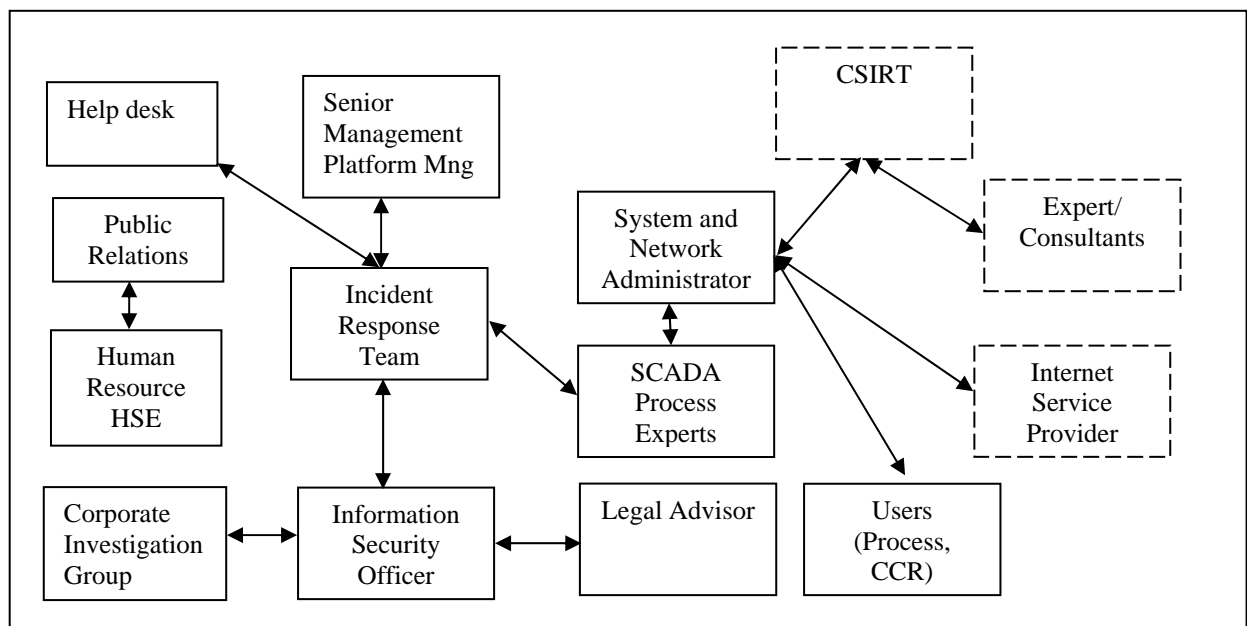 Help desk
Senior
Management
Platform Mng
CSIRT
Public
Relations
System and
Network
Administrator
Expert/
Consultants
Incident
Response
Team
Human
Resource
HSE
SCADA
Process
Experts
Internet
Service
Provider
Corporate
Investigation
Group
Information
Security
Officer
Legal Advisor
Users
(Process,
CCR)